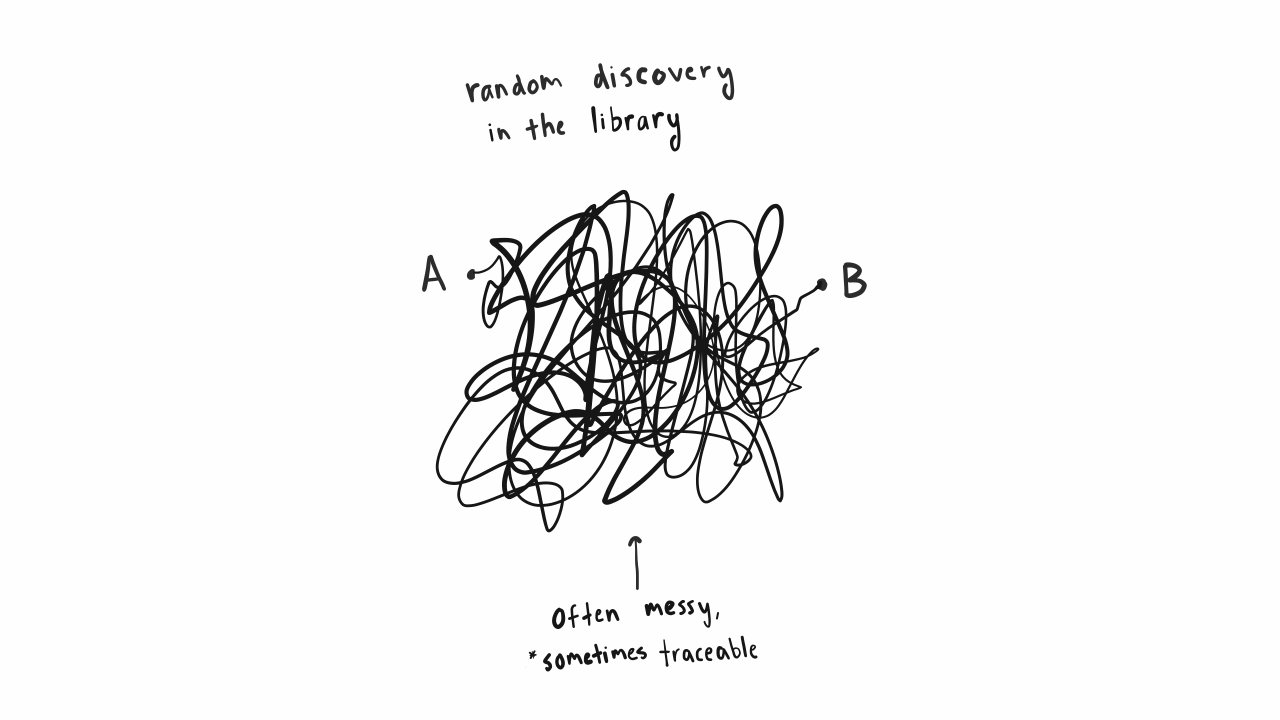 random discovery
in the library
A
B
Often messy,
*sometimes traceable